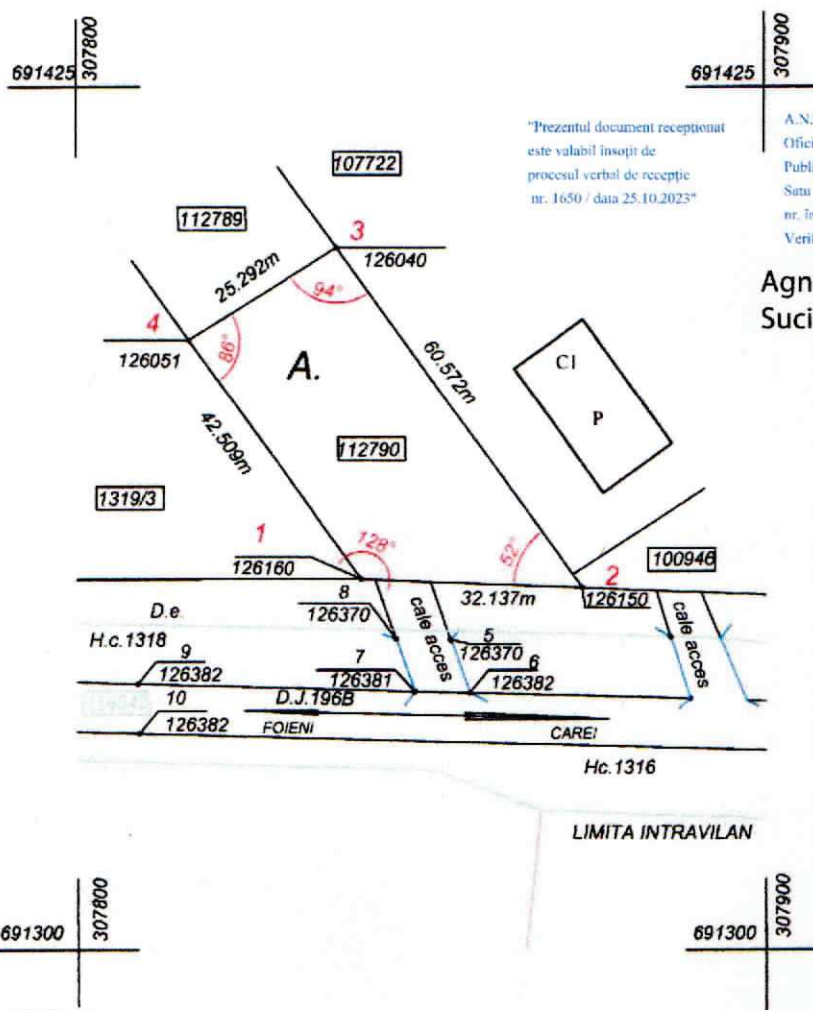 691425
307800
691425
307900
"Prezentul document recepționat
este valabil însoțit de
procesul verbal de recepție
nr. 1650 / data 25.10.2023"
A.N.
Publi
Satu
Agn
Suci
107722
112789
3
126040
25.292m
94°
4
126051
86°
A.
60.572m
C1
P
42.509m
112790
1319/3
1
126160
128°
52°
2
126150
100946
32.137m
D.e.
H.c.1318
8
126370
cale acces
5
126370
cale acces
9
126382
7
126381
6
126382
D.J.196B
10
126382
FOIENI
CAREI
Hc.1316
LIMITA INTRAVILAN
691300
307800
691300
307900